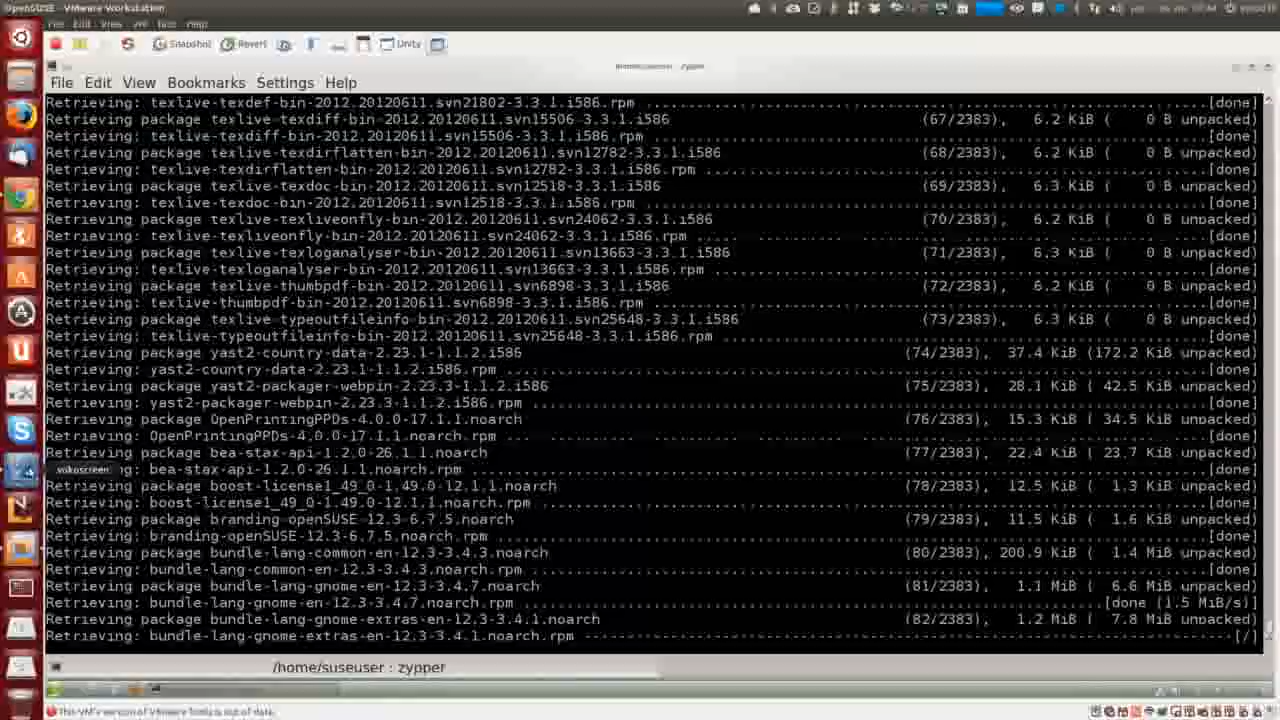 OpenSUSE - VMware Workstation
File Edit View VM Tabs Help
Snapshot Revert Unity
/home/suseuser : zypper
File Edit View Bookmarks Settings Help
Retrieving: texlive-texdef-bin-2012.20120611.svn21802-3.3.1.i586.rpm ...[done]
Retrieving package texlive-texdiff-bin-2012.20120611.svn15506-3.3.1.i586 (67/2383), 6.2 KiB ( 0 B unpacked)
Retrieving: texlive-texdiff-bin-2012.20120611.svn15506-3.3.1.i586.rpm ...[done]
Retrieving package texlive-texdirflatten-bin-2012.20120611.svn12782-3.3.1.i586 (68/2383), 6.2 KiB ( 0 B unpacked)
Retrieving: texlive-texdirflatten-bin-2012.20120611.svn12782-3.3.1.i586.rpm ...[done]
Retrieving package texlive-texdoc-bin-2012.20120611.svn12518-3.3.1.i586 (69/2383), 6.3 KiB ( 0 B unpacked)
Retrieving: texlive-texdoc-bin-2012.20120611.svn12518-3.3.1.i586.rpm ...[done]
Retrieving package texlive-texliveonfly-bin-2012.20120611.svn24062-3.3.1.i586 (70/2383), 6.2 KiB ( 0 B unpacked)
Retrieving: texlive-texliveonfly-bin-2012.20120611.svn24062-3.3.1.i586.rpm ...[done]
Retrieving package texlive-texloganalyser-bin-2012.20120611.svn13663-3.3.1.i586 (71/2383), 6.3 KiB ( 0 B unpacked)
Retrieving: texlive-texloganalyser-bin-2012.20120611.svn13663-3.3.1.i586.rpm ...[done]
Retrieving package texlive-thumbpdf-bin-2012.20120611.svn6898-3.3.1.i586 (72/2383), 6.2 KiB ( 0 B unpacked)
Retrieving: texlive-thumbpdf-bin-2012.20120611.svn6898-3.3.1.i586.rpm ...[done]
Retrieving package texlive-typeoutfileinfo-bin-2012.20120611.svn25648-3.3.1.i586 (73/2383), 6.3 KiB ( 0 B unpacked)
Retrieving: texlive-typeoutfileinfo-bin-2012.20120611.svn25648-3.3.1.i586.rpm ...[done]
Retrieving package yast2-country-data-2.23.1-1.1.2.i586 (74/2383), 37.4 KiB (172.2 KiB unpacked)
Retrieving: yast2-country-data-2.23.1-1.1.2.i586.rpm ...[done]
Retrieving package yast2-packager-webpin-2.23.3-1.1.2.i586 (75/2383), 28.1 KiB ( 42.5 KiB unpacked)
Retrieving: yast2-packager-webpin-2.23.3-1.1.2.i586.rpm ...[done]
Retrieving package OpenPrintingPPDs-4.0.0-17.1.1.noarch (76/2383), 15.3 KiB ( 34.5 KiB unpacked)
Retrieving: OpenPrintingPPDs-4.0.0-17.1.1.noarch.rpm ...[done]
Retrieving package bea-stax-api-1.2.0-26.1.1.noarch (77/2383), 22.4 KiB ( 23.7 KiB unpacked)
vokoscreen ng: bea-stax-api-1.2.0-26.1.1.noarch.rpm ...[done]
Retrieving package boost-license1_49_0-1.49.0-12.1.1.noarch (78/2383), 12.5 KiB ( 1.3 KiB unpacked)
Retrieving: boost-license1_49_0-1.49.0-12.1.1.noarch.rpm ...[done]
Retrieving package branding-openSUSE-12.3-6.7.5.noarch (79/2383), 11.5 KiB ( 1.6 KiB unpacked)
Retrieving: branding-openSUSE-12.3-6.7.5.noarch.rpm ...[done]
Retrieving package bundle-lang-common-en-12.3-3.4.3.noarch (80/2383), 200.9 KiB ( 1.4 MiB unpacked)
Retrieving: bundle-lang-common-en-12.3-3.4.3.noarch.rpm ...[done]
Retrieving package bundle-lang-gnome-en-12.3-3.4.7.noarch (81/2383), 1.1 MiB ( 6.6 MiB unpacked)
Retrieving: bundle-lang-gnome-en-12.3-3.4.7.noarch.rpm ...[done (1.5 MiB/s)]
Retrieving package bundle-lang-gnome-extras-en-12.3-3.4.1.noarch (82/2383), 1.2 MiB ( 7.8 MiB unpacked)
Retrieving: bundle-lang-gnome-extras-en-12.3-3.4.1.noarch.rpm ---[/]
/home/suseuser : zypper
This VM's version of VMware Tools is out of date.